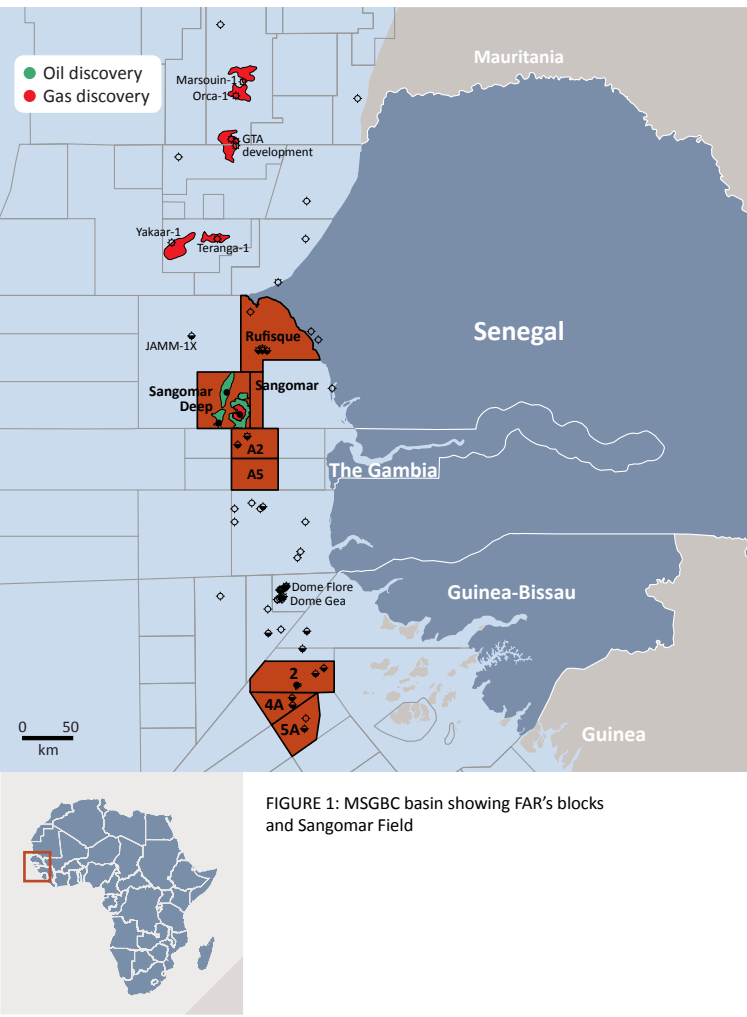 Mauritania
Oil discovery
Gas discovery
Marsouin-1
Orca-1
GTA
development
Yakaar-1
Teranga-1
Senegal
JAMM-1X
Rufisque
Sangomar
Sangomar
Deep
A2
A5
The Gambia
Dome Flore
Dome Gea
Guinea-Bissau
2
4A
5A
Guinea
0 50
km
FIGURE 1: MSGBC basin showing FAR's blocks
and Sangomar Field